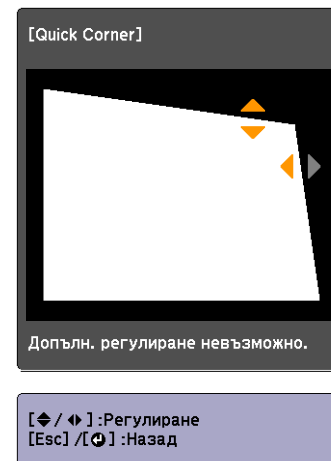 [Quick Corner]
Допълн. регулиране невъзможно.
[ / ] :Регулиране
[Esc] /[ ] :Назад